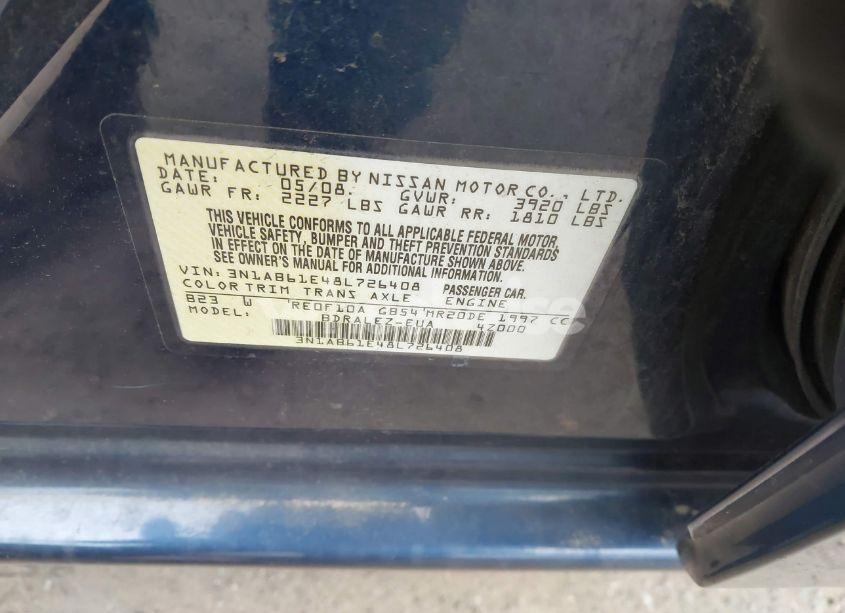 MANUFACTURED BY NISSAN MOTOR CO., LTD.
DATE: 05/08. GVWR: 3920 LBS
GAWR FR: 2227 LBS GAWR RR: 1810 LBS
THIS VEHICLE CONFORMS TO ALL APPLICABLE FEDERAL MOTOR
VEHICLE SAFETY, BUMPER AND THEFT PREVENTION STANDARDS
IN EFFECT ON THE DATE OF MANUFACTURE SHOWN ABOVE.
SEE OWNER'S MANUAL FOR ADDITIONAL INFORMATION.
VIN: 3N1AB61E48L726408 PASSENGER CAR.
COLOR TRIM TRANS AXLE ENGINE
B23 W RE0F10A GB54 MR20DE 1997 CC
MODEL: BDRALEZ-EUA 47000
3N1AB61E48L726408